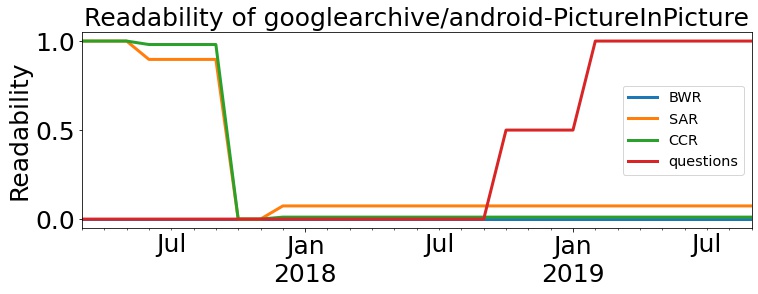 Readability of googlearchive/android-PictureInPicture
Readability
1.0
0.5
0.0
BWR
SAR
CCR
questions
Jul
Jan
2018
Jul
Jan
2019
Jul